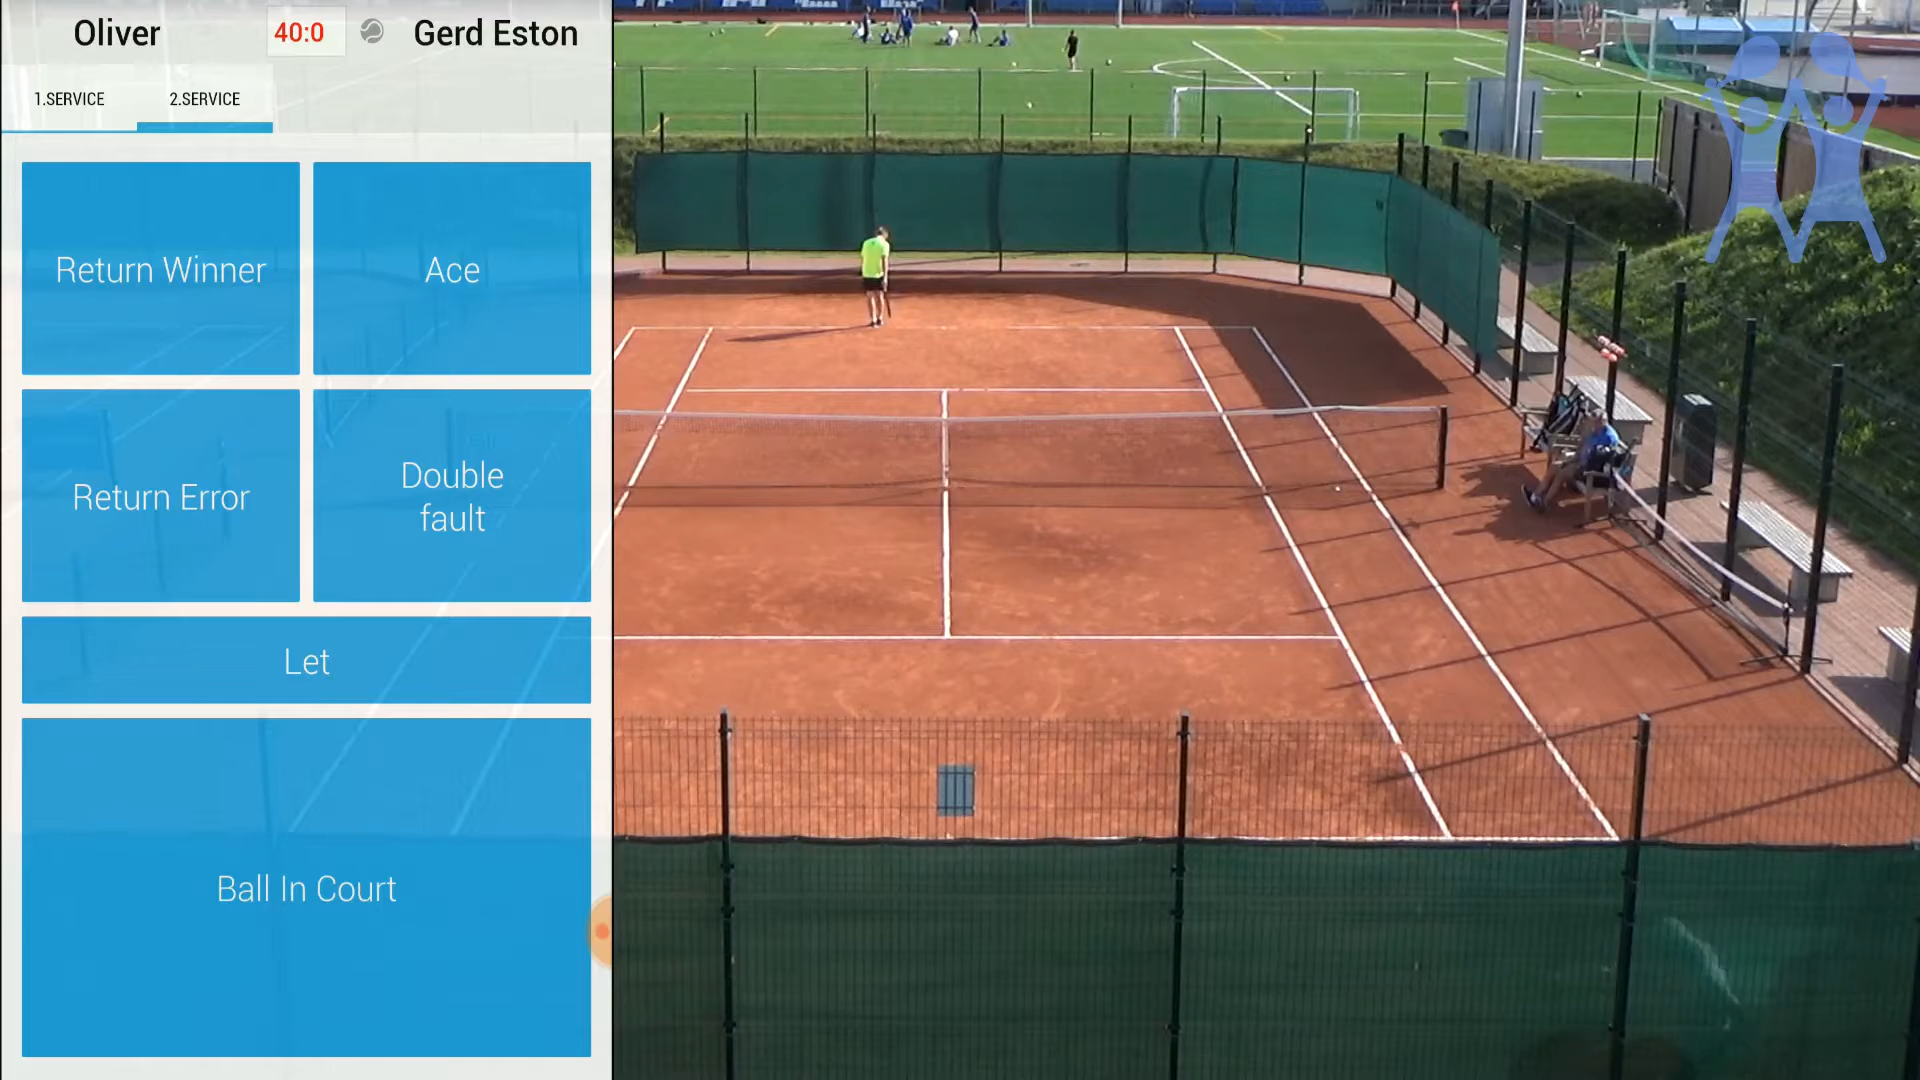 Oliver 40:0 Gerd Eston
1.SERVICE 2.SERVICE
Return Winner Ace
Return Error Double
fault
Let
Ball In Court